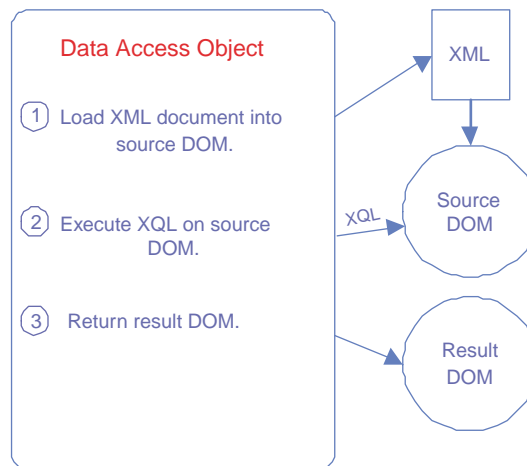 Data Access Object
1 Load XML document into
source DOM.
2 Execute XQL on source
DOM.
3 Return result DOM.
XML
XQL
Source
DOM
Result
DOM